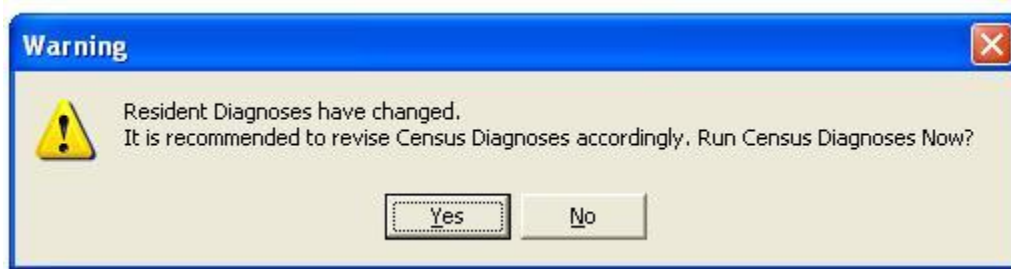 Warning
Resident Diagnoses have changed.
It is recommended to revise Census Diagnoses accordingly. Run Census Diagnoses Now?
Yes
No